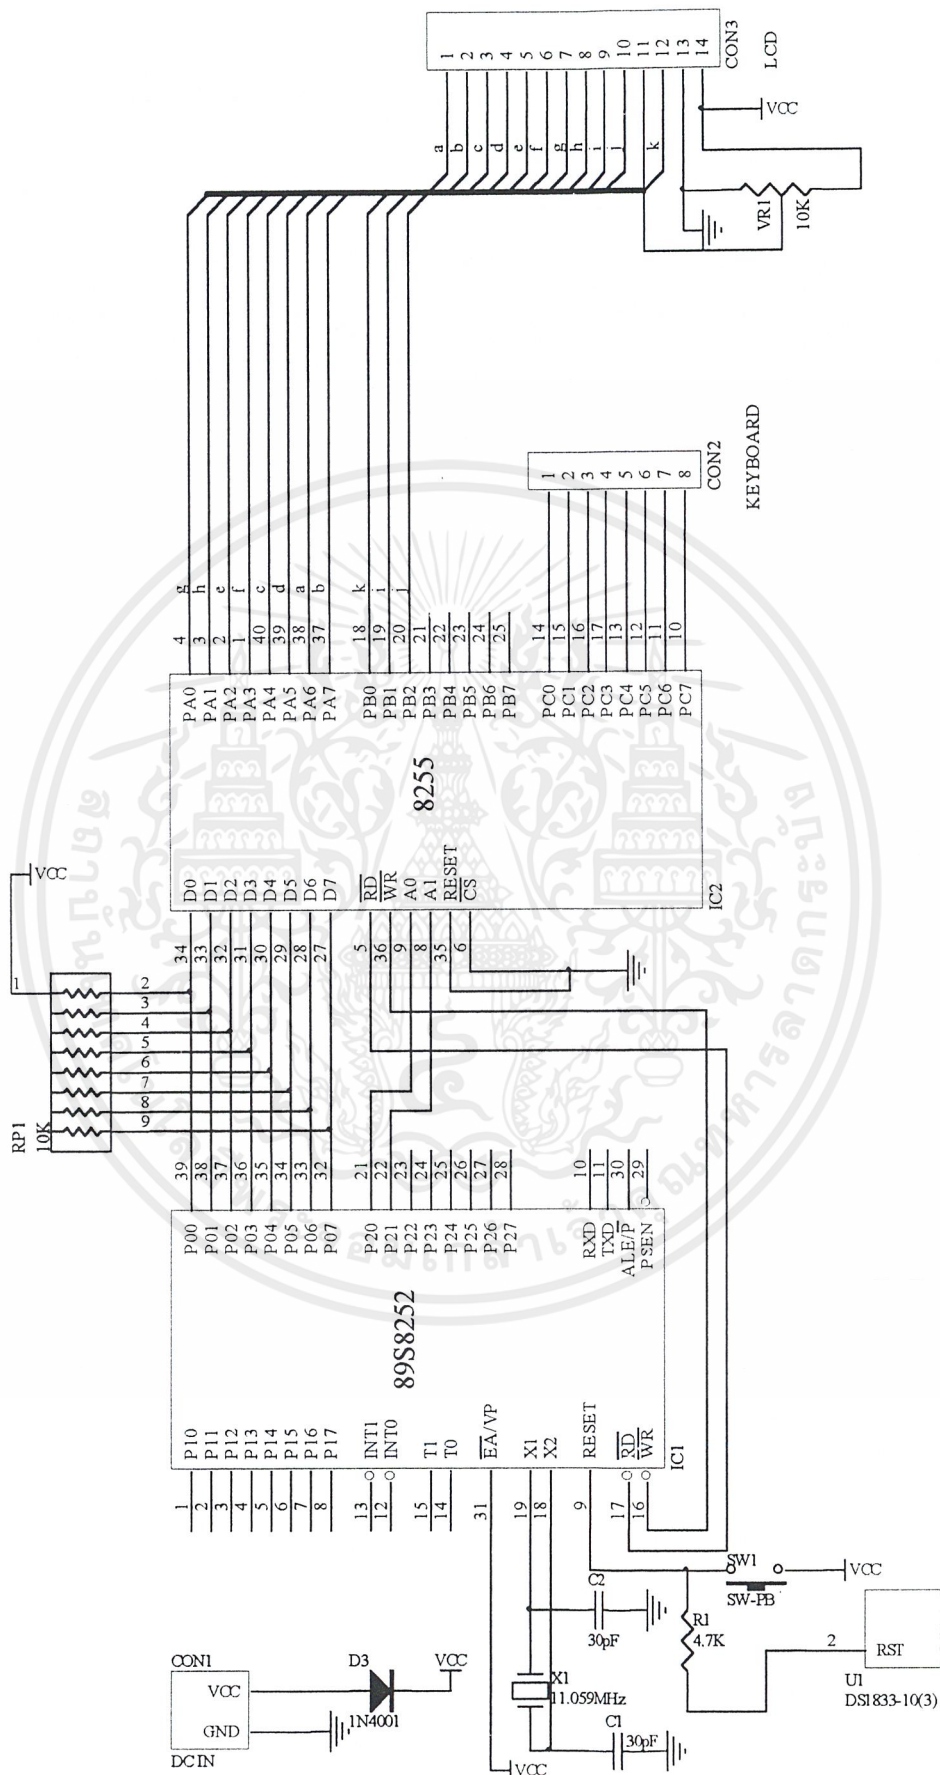 1 2 3 4 5 6 7 8 9 10 11 12 13 14
CON3
LCD
a b c d e f g h i j k
VCC
VR1
10K
1 2 3 4 5 6 7 8
CON2
KEYBOARD
g h e f c d a b
k i j
4 3 2 1 40 39 38 37
18 19 20 21 22 23 24 25
14 15 16 17 13 12 11 10
PA0 PA1 PA2 PA3 PA4 PA5 PA6 PA7
PB0 PB1 PB2 PB3 PB4 PB5 PB6 PB7
PC0 PC1 PC2 PC3 PC4 PC5 PC6 PC7
8255
IC2
D0 D1 D2 D3 D4 D5 D6 D7
RD WR A0 A1 RESET CS
34 33 32 31 30 29 28 27
5 36 9 8 35 6
VCC
1
2 3 4 5 6 7 8 9
RP1
10K
39 38 37 36 35 34 33 32
21 22 23 24 25 26 27 28
10 11 30 29
P00 P01 P02 P03 P04 P05 P06 P07
P20 P21 P22 P23 P24 P25 P26 P27
RXD TXD ALE/P PSEN
89S8252
IC1
P10 P11 P12 P13 P14 P15 P16 P17
INT1 INT0
T1 T0
EA/VP
X1 X2
RESET
RD WR
1 2 3 4 5 6 7 8
13 12
15 14
31
19 18
9
17 16
SW1
SW-PB
VCC
C2
30pF
R1
4.7K
2
RST
U1
DS1833-10(3)
X1
11.059MHz
C1
30pF
VCC
CON1
VCC
GND
DC IN
D3
1N4001
VCC